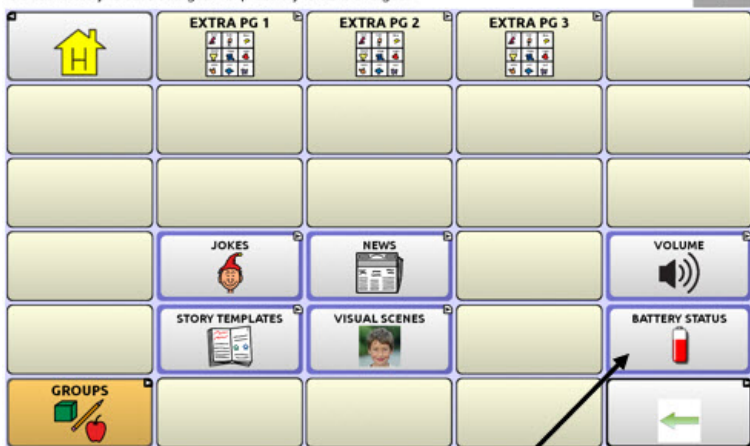 EXTRA PG 1
EXTRA PG 2
EXTRA PG 3
H
JOKES
NEWS
VOLUME
STORY TEMPLATES
VISUAL SCENES
BATTERY STATUS
GROUPS